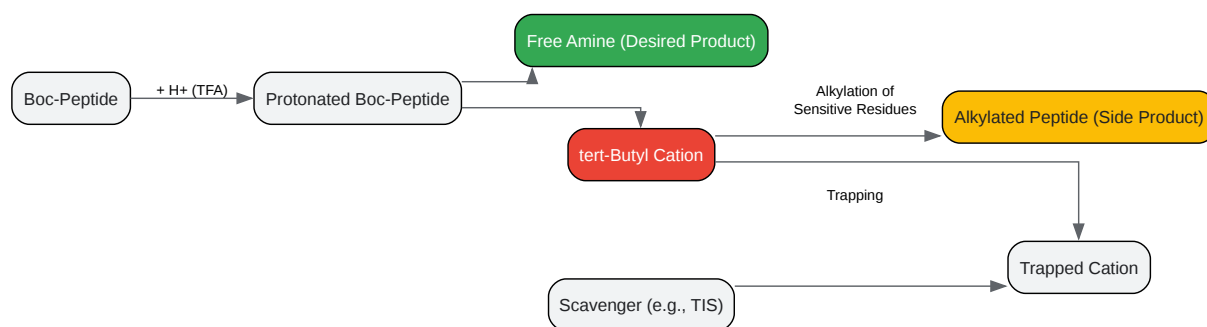 Free Amine (Desired Product)
Boc-Peptide
+ H+ (TFA)
Protonated Boc-Peptide
Alkylation of
Sensitive Residues
Alkylated Peptide (Side Product)
tert-Butyl Cation
Trapping
Trapped Cation
Scavenger (e.g., TIS)